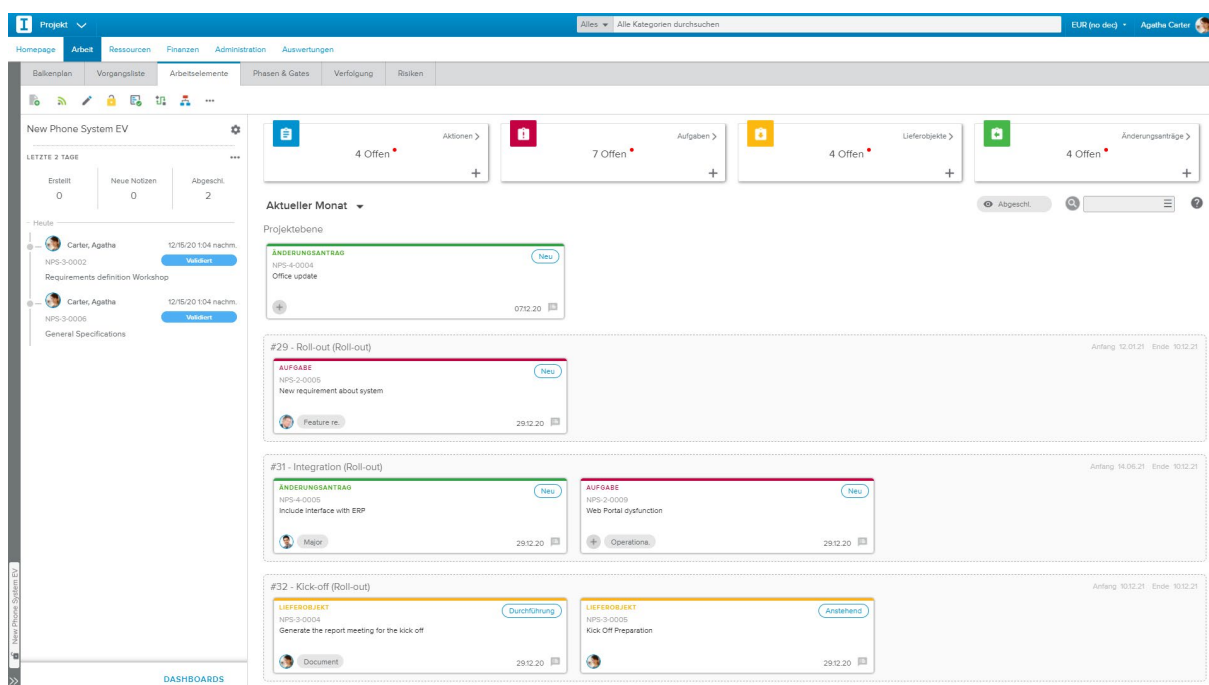 Projekt
Alles Alle Kategorien durchsuchen
EUR (no dec) Agatha Carter
Homepage Arbeit Ressourcen Finanzen Administration Auswertungen
Balkenplan Vorgangsliste Arbeitselemente Phasen & Gates Verfolgung Risiken
New Phone System EV
LETZTE 2 TAGE
Erstellt Neue Notizen Abgeschl.
0 0 2
Heute
Carter, Agatha 12/15/20 1:04 nachm.
NPS-3-0002 Validiert
Requirements definition Workshop
Carter, Agatha 12/15/20 1:04 nachm.
NPS-3-0006 Validiert
General Specifications
DASHBOARDS
New Phone System EV
Aktionen >
4 Offen
+
Aufgaben >
7 Offen
+
Lieferobjekte >
4 Offen
+
Änderungsanträge >
4 Offen
+
Aktueller Monat
Abgeschl.
Projektebene
ÄNDERUNGSANTRAG
Neu
NPS-4-0004
Office update
07.12.20
#29 - Roll-out (Roll-out) Anfang 12.01.21 Ende 10.12.21
AUFGABE
Neu
NPS-2-0005
New requirement about system
Feature re. 29.12.20
#31 - Integration (Roll-out) Anfang 14.06.21 Ende 10.12.21
ÄNDERUNGSANTRAG
Neu
NPS-4-0005
Include interface with ERP
Major 29.12.20
AUFGABE
Neu
NPS-2-0009
Web Portal dysfunction
Operationa. 29.12.20
#32 - Kick-off (Roll-out) Anfang 10.12.21 Ende 10.12.21
LIEFEROBJEKT
Durchführung
NPS-3-0004
Generate the report meeting for the kick off
Document 29.12.20
LIEFEROBJEKT
Anstehend
NPS-3-0005
Kick Off Preparation
29.12.20